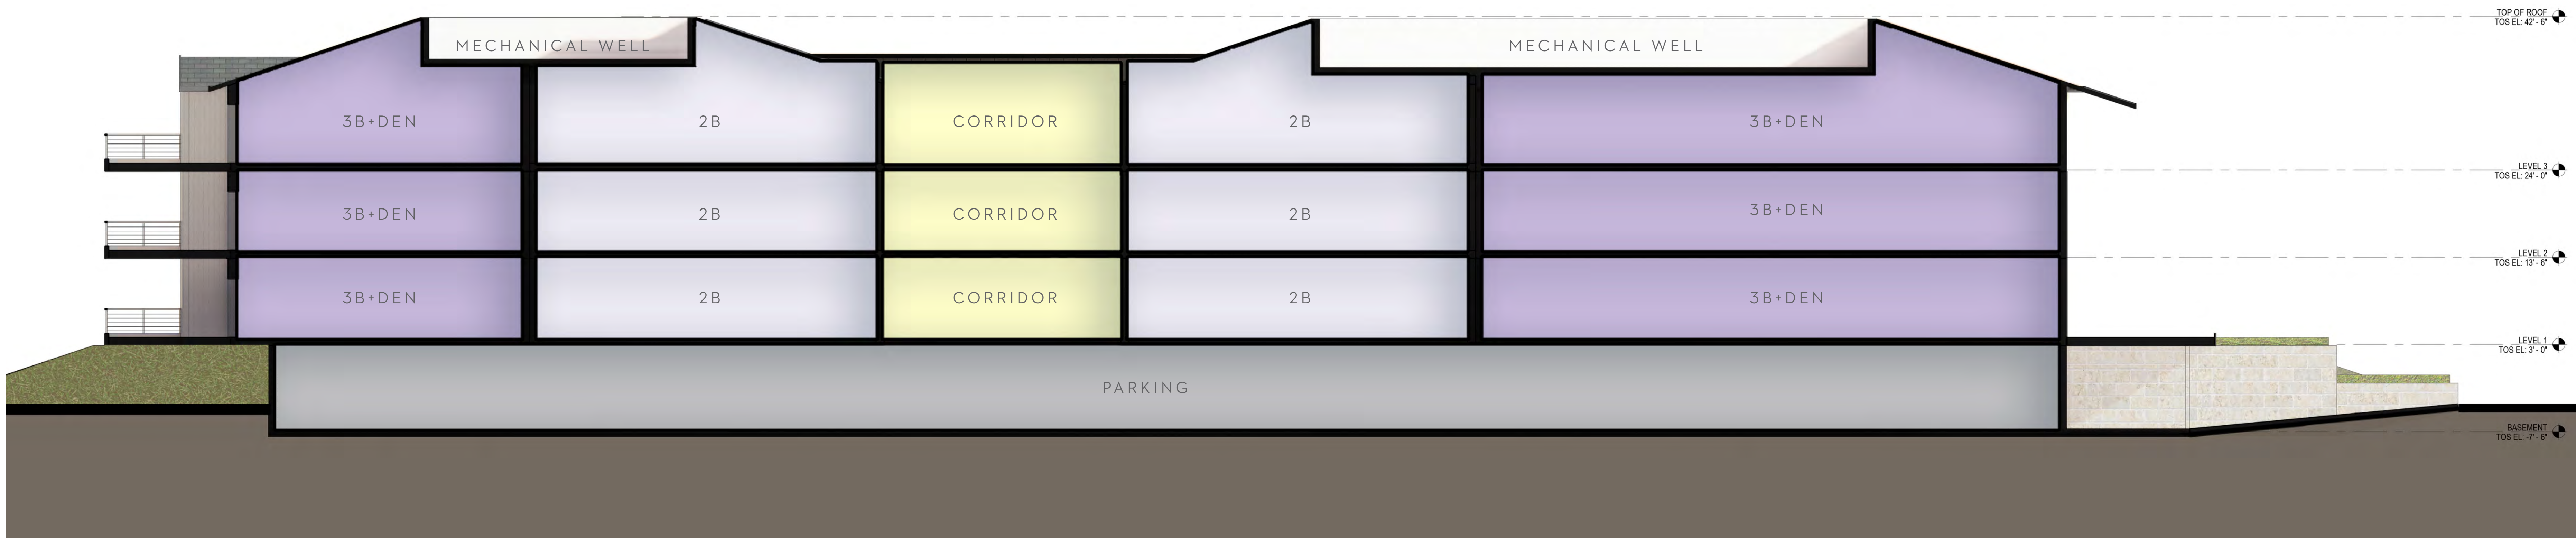 TOP OF ROOF
TOS EL: 42' - 6"
MECHANICAL WELL
MECHANICAL WELL
3B+DEN
2B
CORRIDOR
2B
3B+DEN
LEVEL 3
TOS EL: 24' - 0"
3B+DEN
2B
CORRIDOR
2B
3B+DEN
LEVEL 2
TOS EL: 13' - 6"
3B+DEN
2B
CORRIDOR
2B
3B+DEN
LEVEL 1
TOS EL: 3' - 0"
PARKING
BASEMENT
TOS EL: -7' - 6"